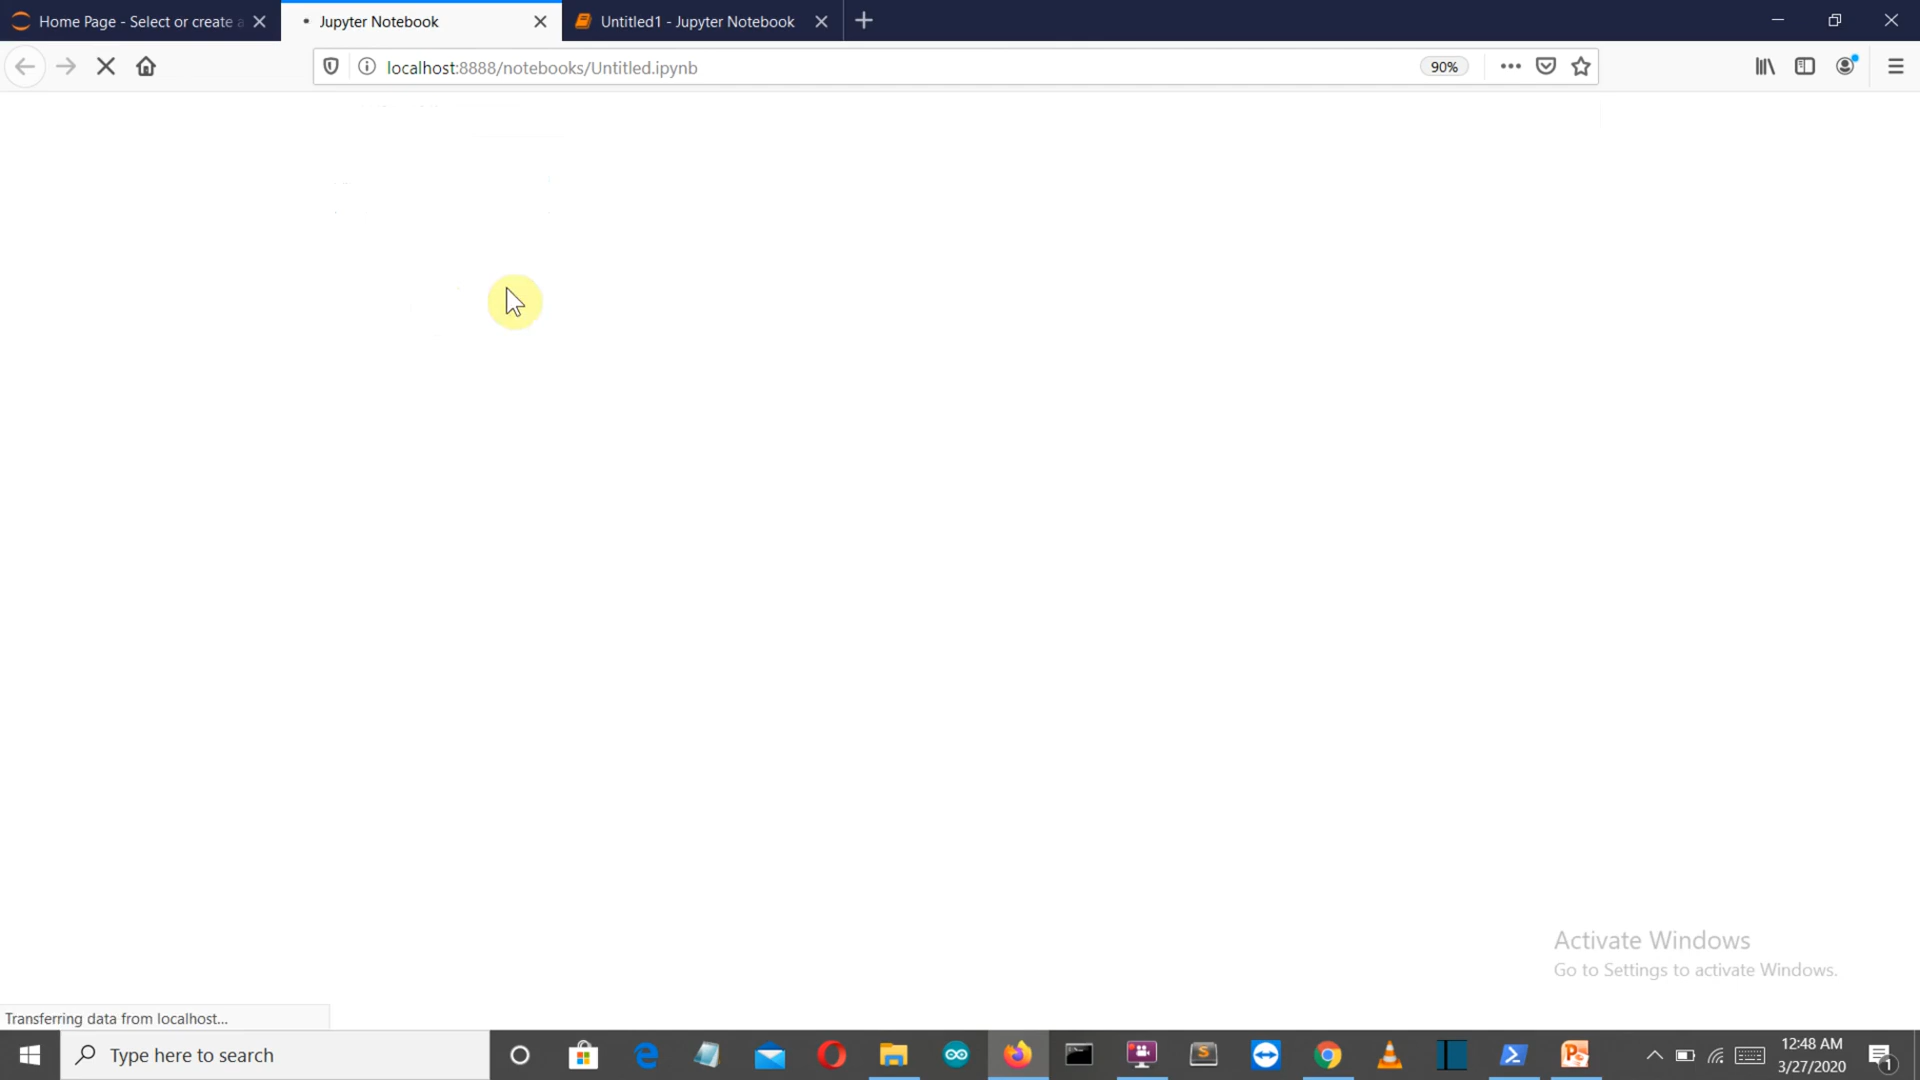 Home Page - Select or create a
Jupyter Notebook
Untitled1 - Jupyter Notebook
localhost:8888/notebooks/Untitled.ipynb
90%
Activate Windows
Go to Settings to activate Windows.
Transferring data from localhost...
Type here to search
12:48 AM
3/27/2020
1